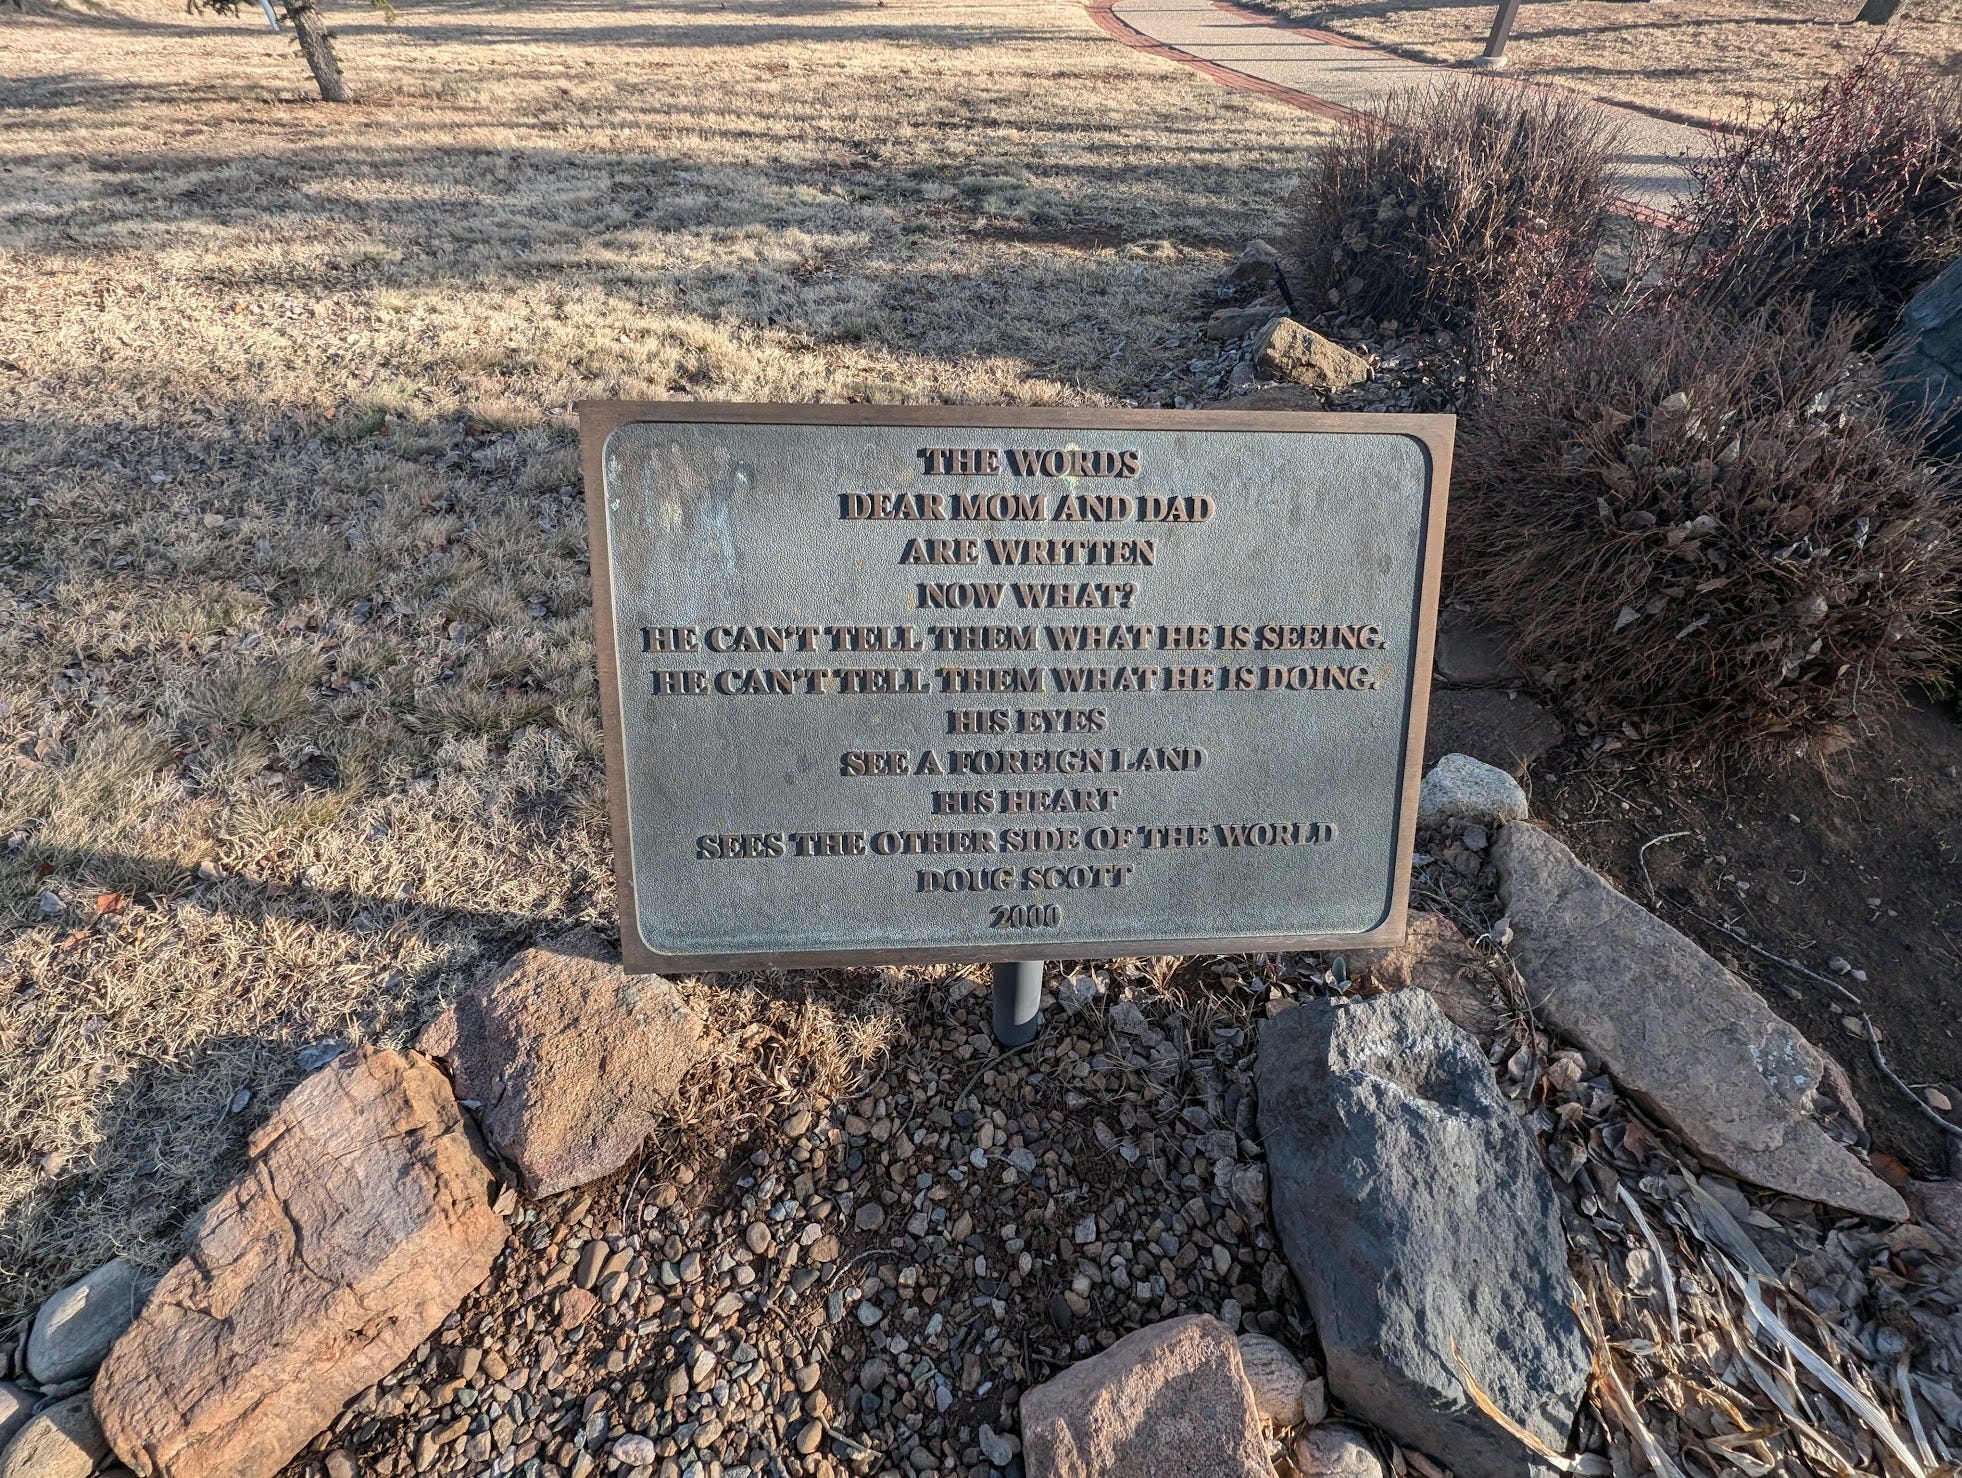 THE WORDS
DEAR MOM AND DAD
ARE WRITTEN
NOW WHAT?
HE CAN'T TELL THEM WHAT HE IS SEEING.
HE CAN'T TELL THEM WHAT HE IS DOING.
HIS EYES
SEE A FOREIGN LAND
HIS HEART
SEES THE OTHER SIDE OF THE WORLD
DOUG SCOTT
2000